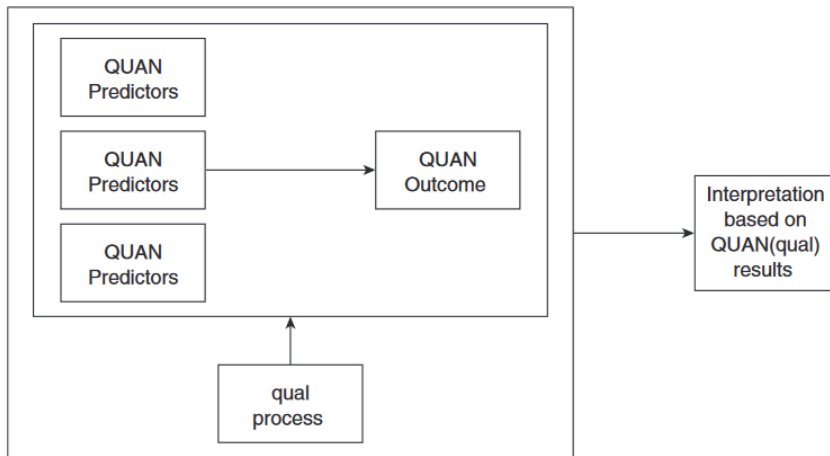 QUAN
Predictors
QUAN
Predictors
QUAN
Outcome
QUAN
Predictors
Interpretation
based on
QUAN(qual)
results
qual
process